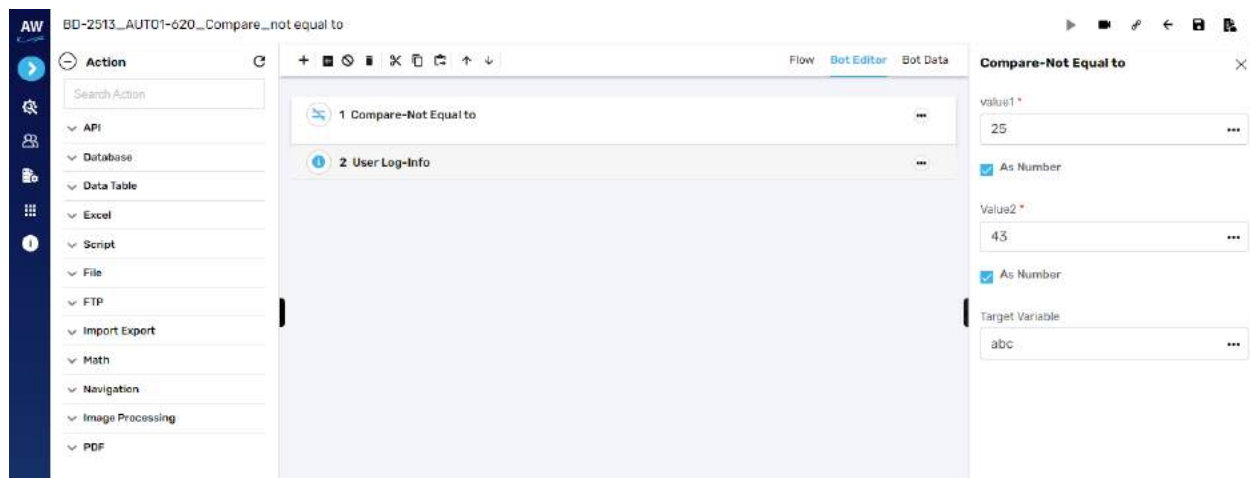 AW
BD-2513_AUTO1-620_Compare_not equal to
Action
Search Action
API
Database
Data Table
Excel
Script
File
FTP
Import Export
Math
Navigation
Image Processing
PDF
Flow Bot Editor Bot Data
1 Compare-Not Equal to
2 User Log-Info
Compare-Not Equal to
value1 *
25
As Number
Value2 *
43
As Number
Target Variable
abc